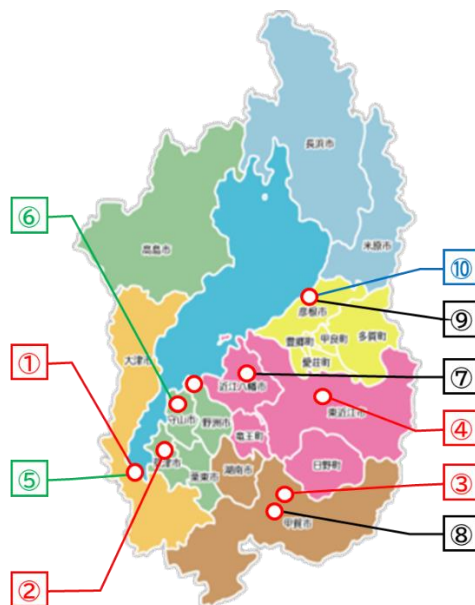 長浜市
⑥
米原市
高島市
⑩
彦根市
⑨
豊郷町
甲良町
多賀町
愛荘町
①
大津市
近江八幡市
⑦
守山市
野洲市
東近江市
④
竜王町
⑤
草津市
栗東市
湖南市
日野町
③
甲賀市
⑧
②